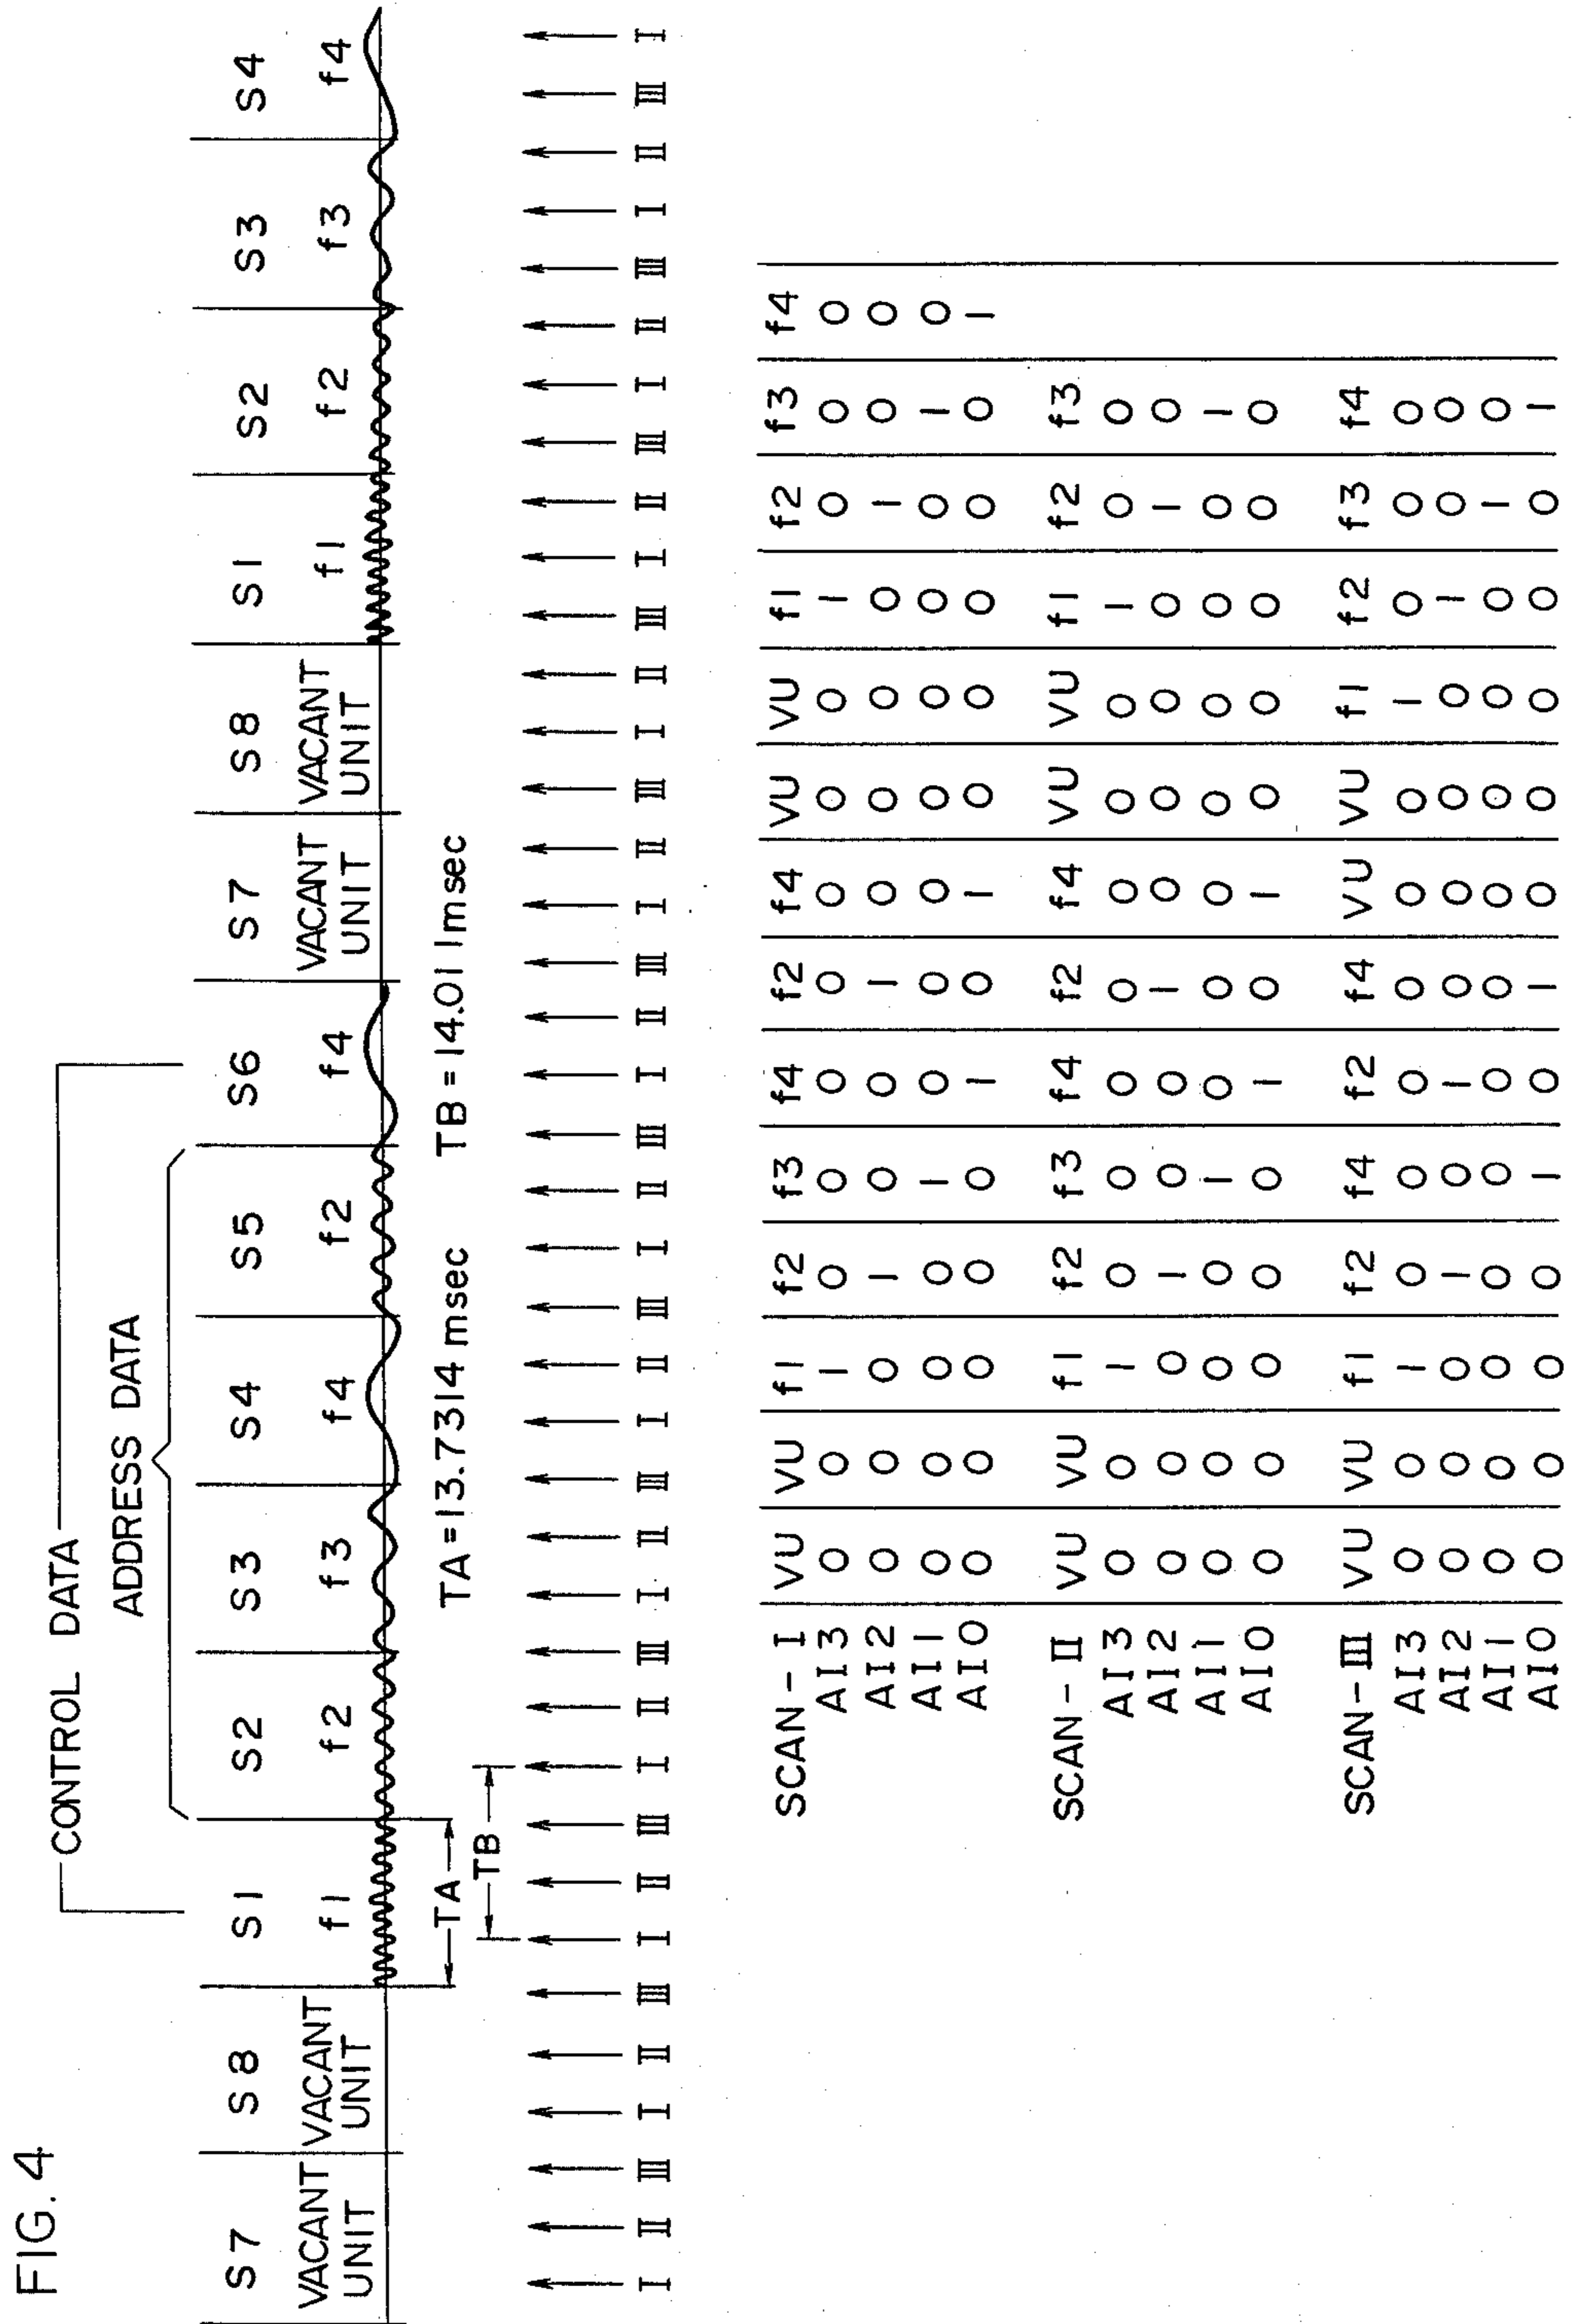 FIG. 4
CONTROL DATA
ADDRESS DATA
S7 S8 S1 S2 S3 S4 S5 S6 S7 S8 S1 S2 S3 S4
VACANT VACANT f1 f2 f3 f4 f2 f4 VACANT VACANT f1 f2 f3 f4
UNIT UNIT UNIT UNIT
TA TA=13.7314 msec TB=14.011msec
TB
I II III I II III I II III I II III I II III I II III I II III I II III I II III I II III I II III I II III I II III I
SCAN-I VU VU f1 f2 f3 f4 f2 f4 VU VU f1 f2 f3 f4
AI3 0 0 1 0 0 0 0 0 0 0 1 0 0 0
AI2 0 0 0 1 0 0 1 0 0 0 0 1 0 0
AI1 0 0 0 0 1 0 0 0 0 0 0 0 1 0
AI0 0 0 0 0 0 1 0 1 0 0 0 0 0 1
SCAN-II VU VU f1 f2 f3 f4 f2 f4 VU VU f1 f2 f3
AI3 0 0 1 0 0 0 0 0 0 0 1 0 0
AI2 0 0 0 1 0 0 1 0 0 0 0 1 0
AI1 0 0 0 0 1 0 0 0 0 0 0 0 1
AI0 0 0 0 0 0 1 0 1 0 0 0 0 0
SCAN-III VU VU f1 f2 f4 f2 f4 VU VU f1 f2 f3 f4
AI3 0 0 1 0 0 0 0 0 0 1 0 0 0
AI2 0 0 0 1 0 1 0 0 0 0 1 0 0
AI1 0 0 0 0 0 0 0 0 0 0 0 1 0
AI0 0 0 0 0 1 0 1 0 0 0 0 0 1